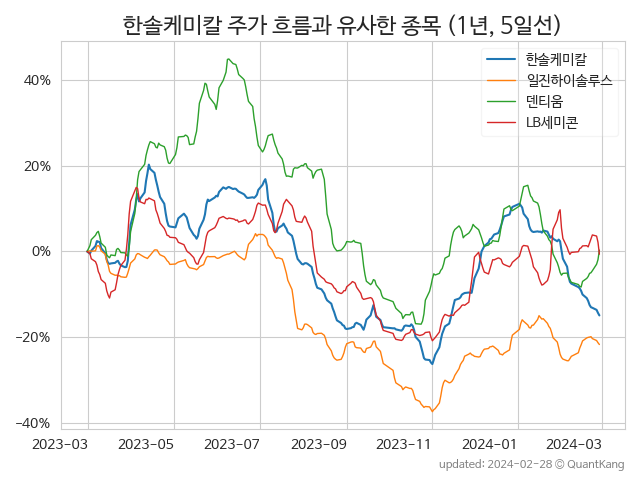 한솔케미칼 주가 흐름과 유사한 종목 (1년, 5일선)
한솔케미칼
일진하이솔루스
덴티움
LB세미콘
40%
20%
0%
−20%
−40%
2023−03
2023−05
2023−07
2023−09
2023−11
2024−01
2024−03
updated: 2024−02−28 ⓒ QuantKang